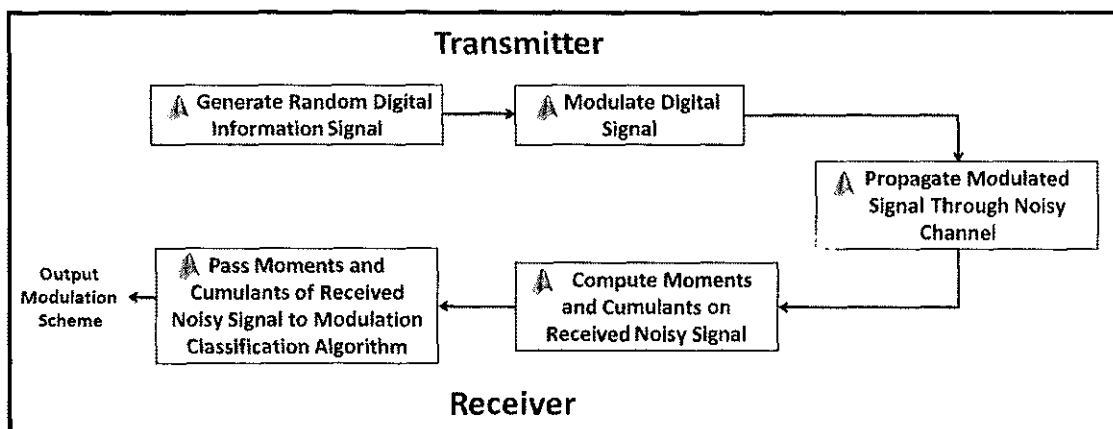 Transmitter
Generate Random Digital
Information Signal
Modulate Digital
Signal
Propagate Modulated
Signal Through Noisy
Channel
Compute Moments
and Cumulants on
Received Noisy Signal
Pass Moments and
Cumulants of Received
Noisy Signal to Modulation
Classification Algorithm
Output
Modulation
Scheme
Receiver